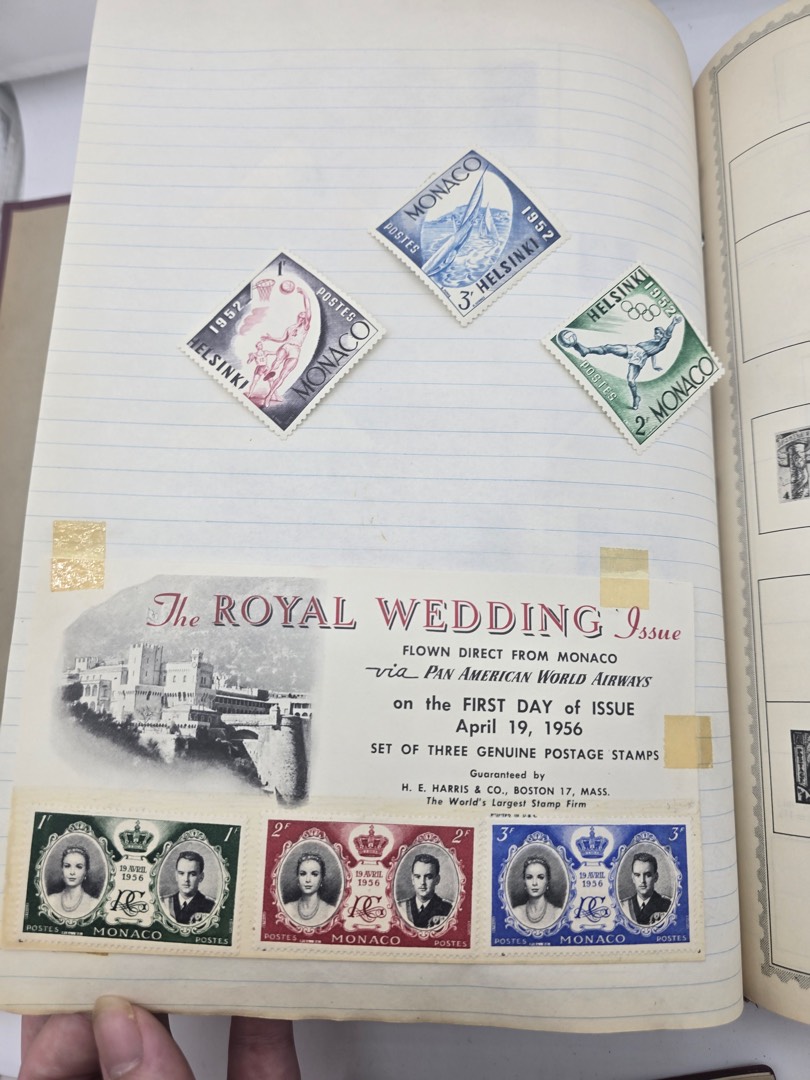 MONACO
1952
POSTES
3F
HELSINKI
1F
1952
POSTES
HELSINKI
MONACO
HELSINKI
1952
POSTES
2F
MONACO
The ROYAL WEDDING Issue
FLOWN DIRECT FROM MONACO
via PAN AMERICAN WORLD AIRWAYS
on the FIRST DAY of ISSUE
April 19, 1956
SET OF THREE GENUINE POSTAGE STAMPS
Guaranteed by
H. E. HARRIS & CO., BOSTON 17, MASS.
The World's Largest Stamp Firm
1F 1F
19 AVRIL
1956
POSTES MONACO POSTES
2F 2F
19 AVRIL
1956
POSTES MONACO POSTES
3F 3F
19 AVRIL
1956
POSTES MONACO POSTES